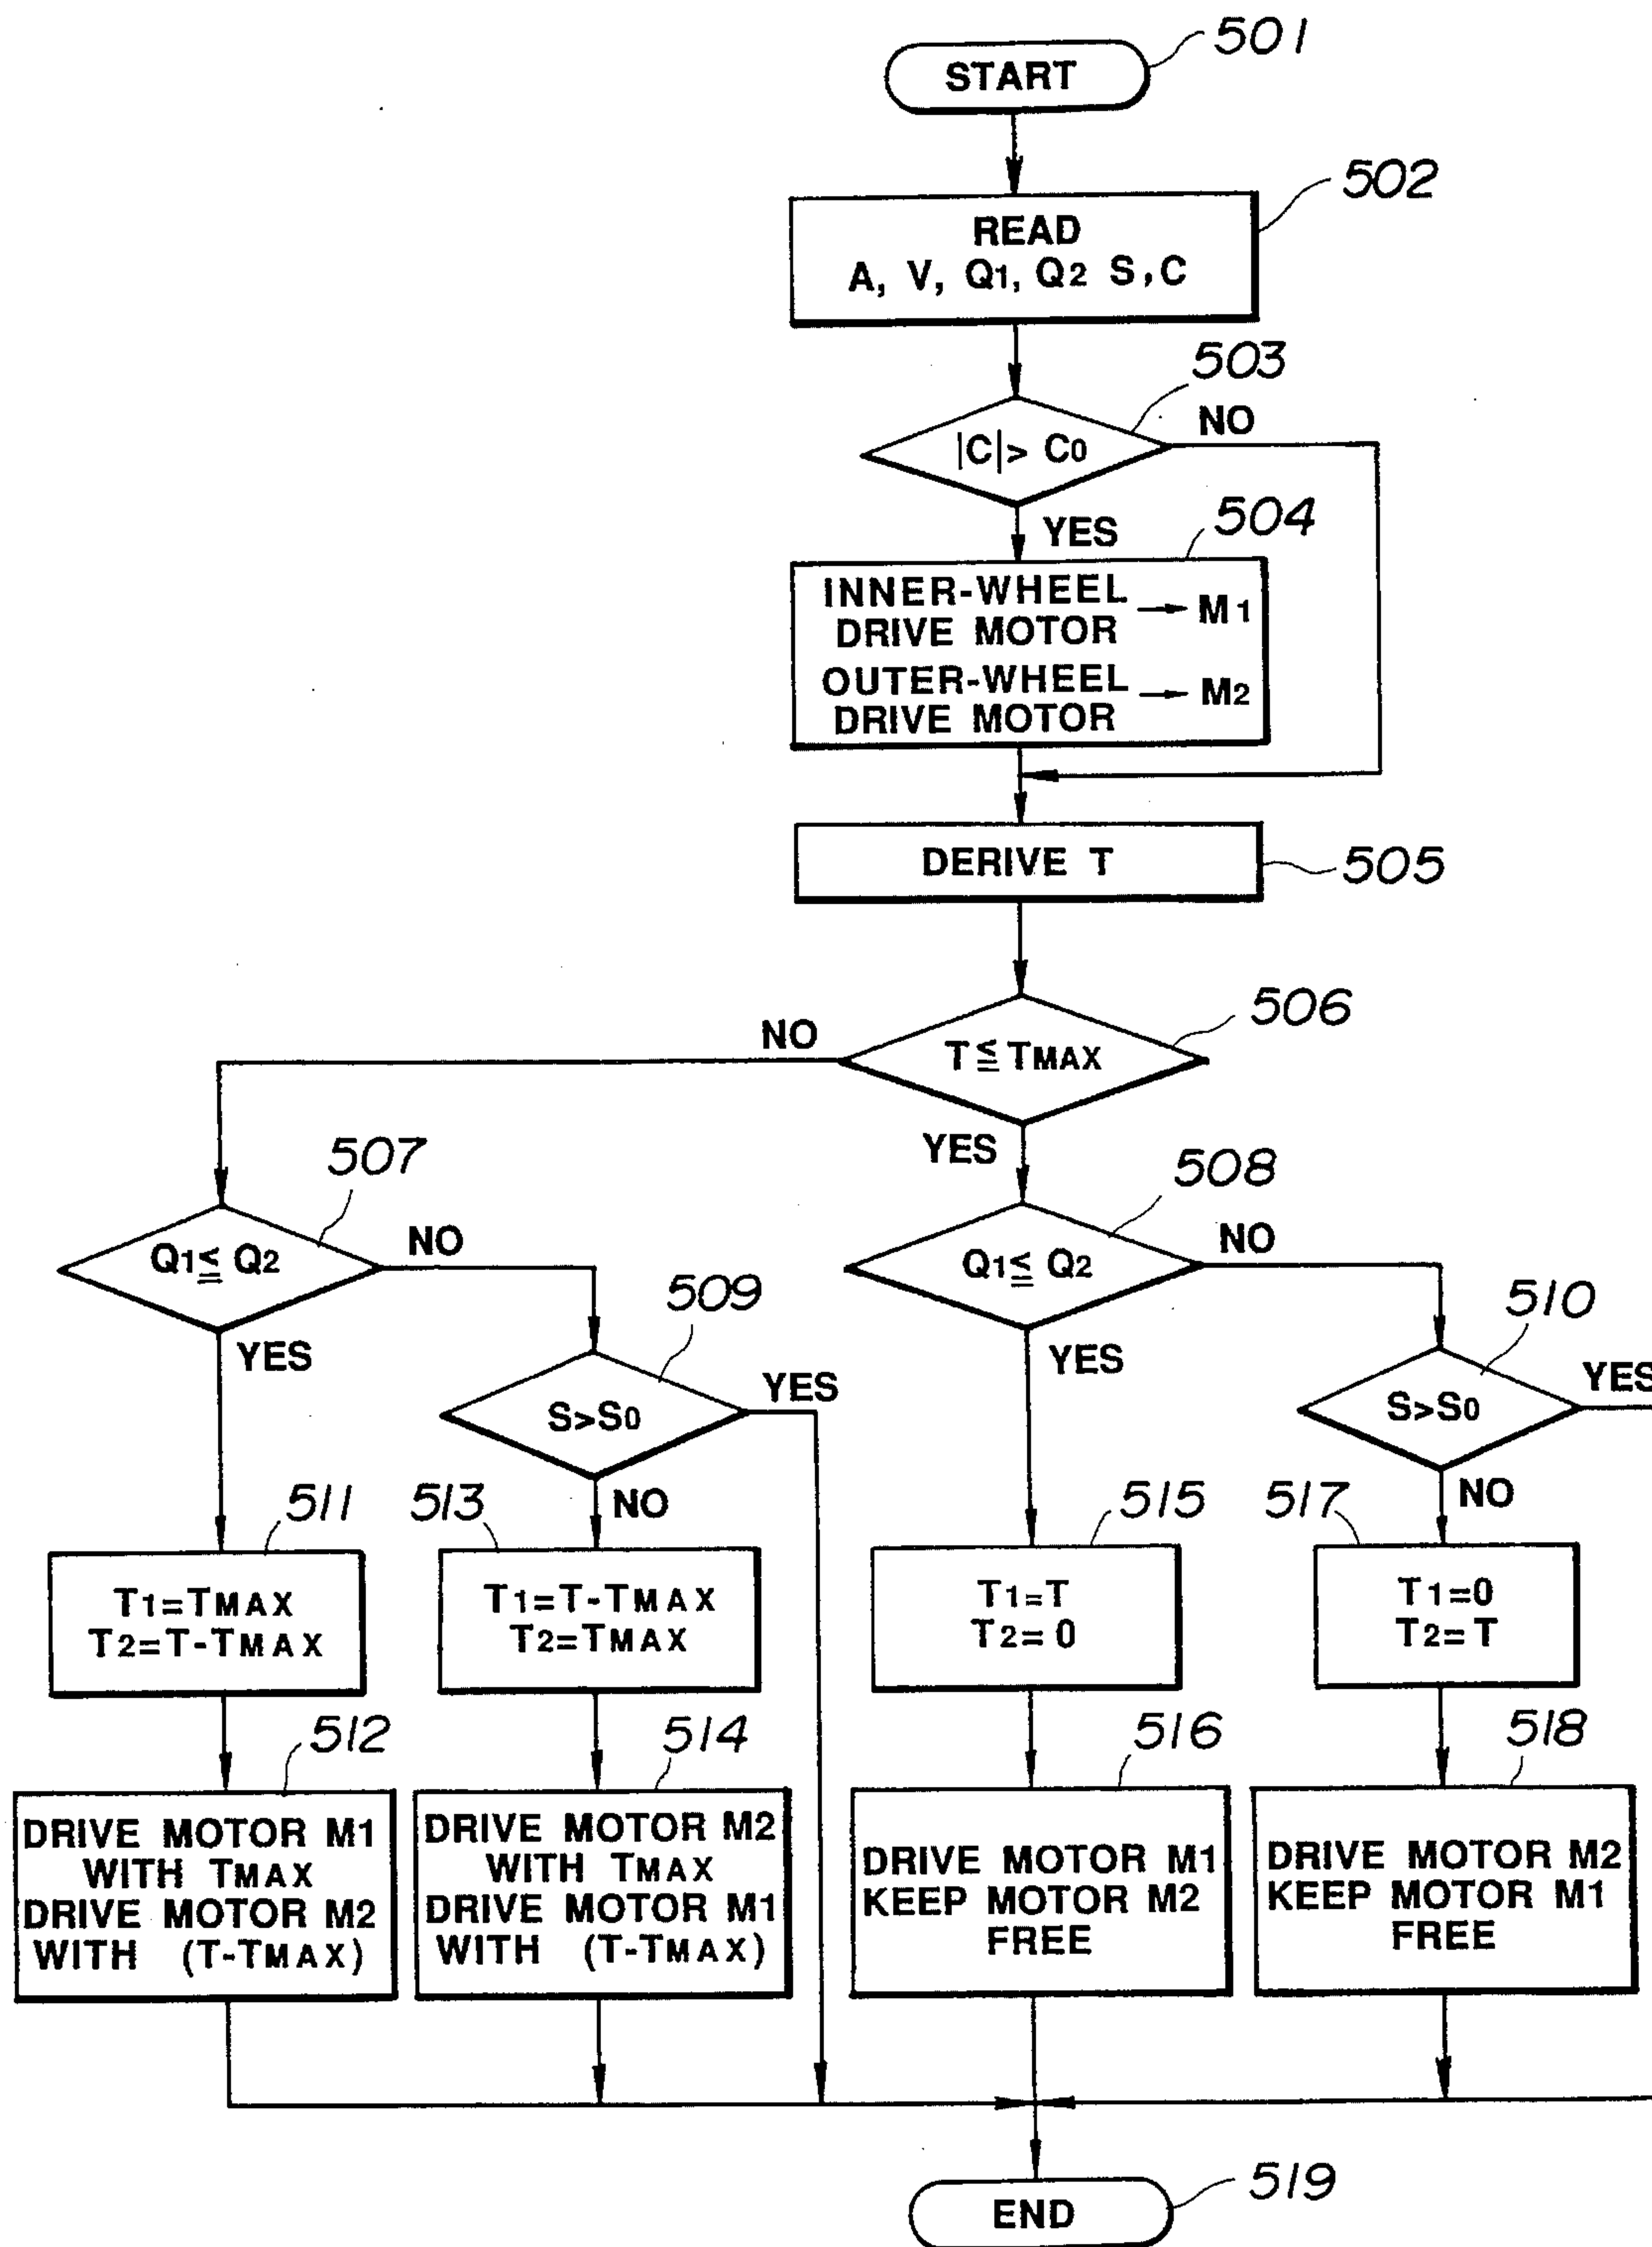 START
501
READ
A, V, Q1, Q2 S, C
502
|C|> C0
503
NO
YES
504
INNER-WHEEL
DRIVE MOTOR → M1
OUTER-WHEEL
DRIVE MOTOR → M2
DERIVE T
505
T≦TMAX
506
NO
YES
507
Q1≦Q2
NO
YES
508
Q1≦Q2
NO
YES
509
S>S0
YES
NO
510
S>S0
YES
NO
511
T1=TMAX
T2=T-TMAX
513
T1=T-TMAX
T2=TMAX
515
T1=T
T2=0
517
T1=0
T2=T
512
DRIVE MOTOR M1
WITH TMAX
DRIVE MOTOR M2
WITH (T-TMAX)
514
DRIVE MOTOR M2
WITH TMAX
DRIVE MOTOR M1
WITH (T-TMAX)
516
DRIVE MOTOR M1
KEEP MOTOR M2
FREE
518
DRIVE MOTOR M2
KEEP MOTOR M1
FREE
END
519